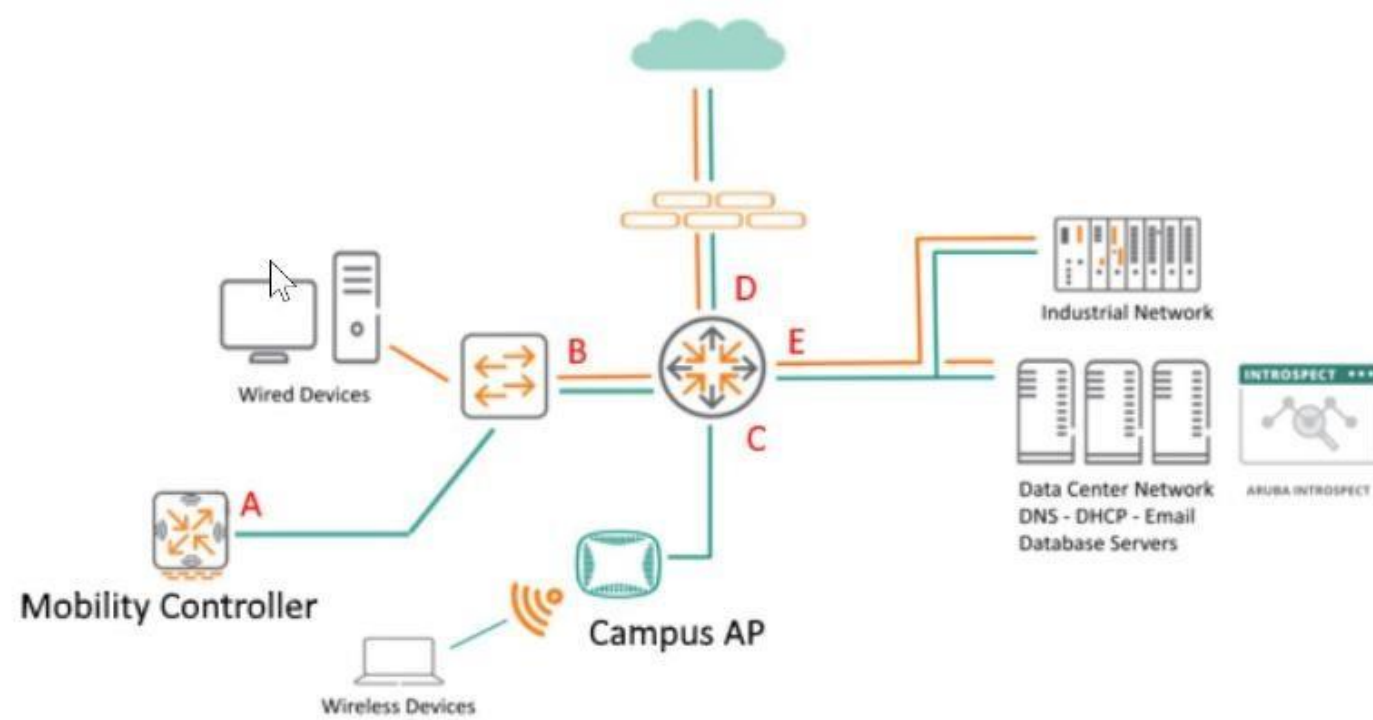 D
B
E
Industrial Network
Wired Devices
INTROSPECT
C
A
Data Center Network
DNS - DHCP - Email
Database Servers
ARUBA INTROSPECT
Mobility Controller
Campus AP
Wireless Devices